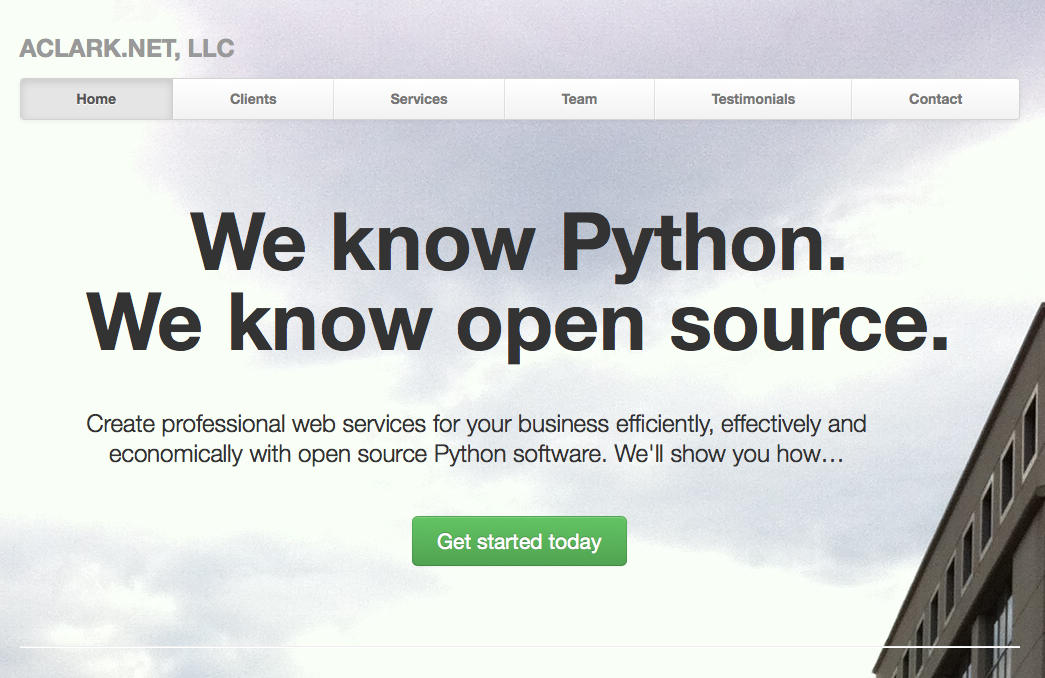 ACLARK.NET, LLC
Home Clients Services Team Testimonials Contact
We know Python.
We know open source.
Create professional web services for your business efficiently, effectively and
economically with open source Python software. We'll show you how…
Get started today